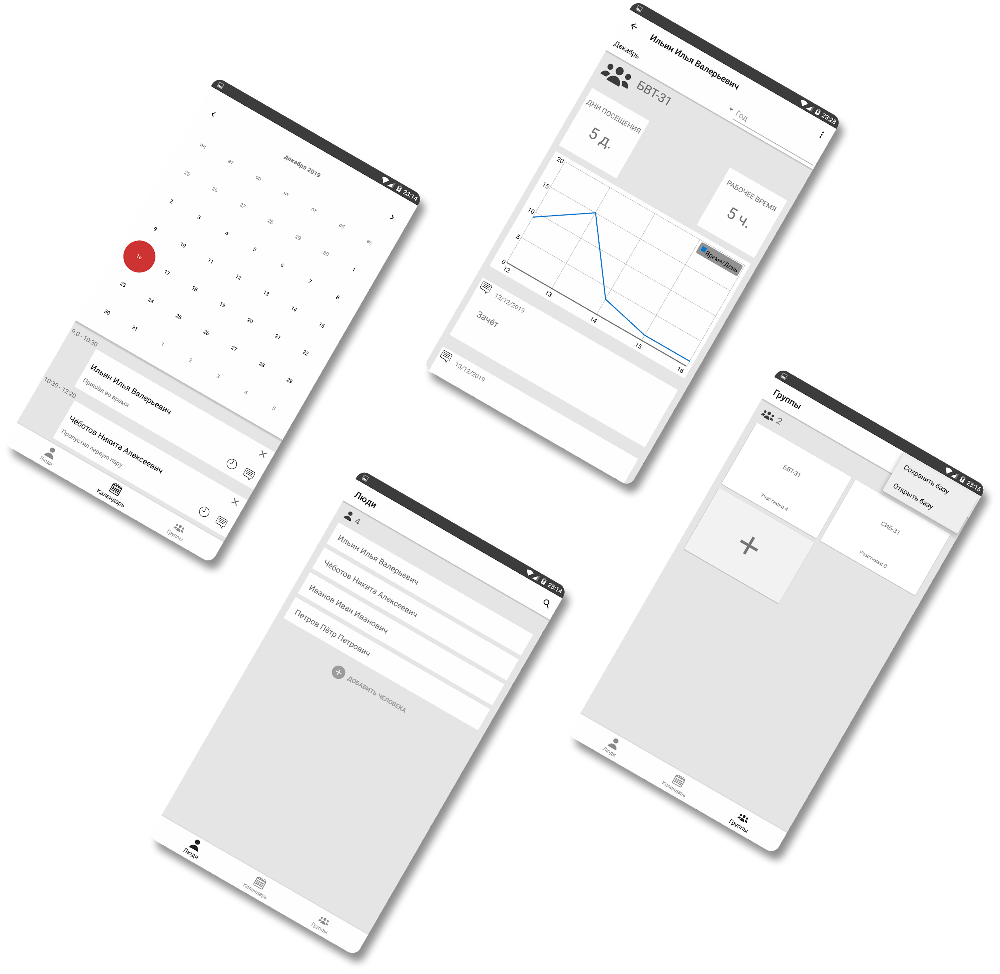 23:14
декабря 2019
пн вт ср чт пт сб вс
25 26 27 28 29 30 1
2 3 4 5 6 7 8
9 10 11 12 13 14 15
16 17 18 19 20 21 22
23 24 25 26 27 28 29
30 31 1 2 3 4 5
9:0 - 10:30
Ильин Илья Валерьевич
Пришёл во время
10:30 - 12:20
Чёботов Никита Алексеевич
Пропустил первую пару
Люди
Календарь
Группы
23:28
Ильин Илья Валерьевич
Декабрь
Год
БВТ-31
ДНИ ПОСЕЩЕНИЯ
5 д.
РАБОЧЕЕ ВРЕМЯ
5 ч.
20
15
10
5
0
12
13
14
15
16
Время/День
12/12/2019
Зачёт
13/12/2019
23:14
Люди
4
Ильин Илья Валерьевич
Чёботов Никита Алексеевич
Иванов Иван Иванович
Петров Пётр Петрович
ДОБАВИТЬ ЧЕЛОВЕКА
Люди
Календарь
Группы
23:15
Группы
Сохранить базу
Открыть базу
2
БВТ-31
Участники 4
СИБ-31
Участники 0
Люди
Календарь
Группы